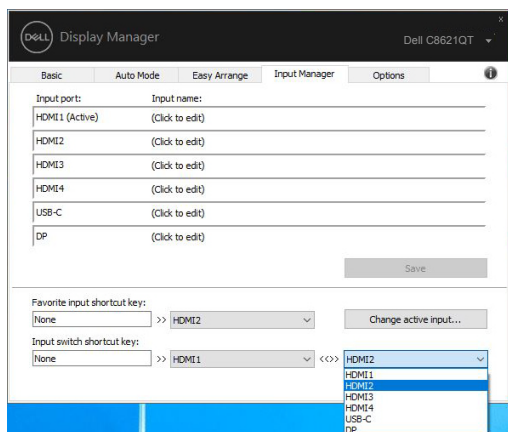 x
DELL Display Manager
Dell C8621QT
Basic Auto Mode Easy Arrange Input Manager Options i
Input port: Input name:
HDMI1 (Active) (Click to edit)
HDMI2 (Click to edit)
HDMI3 (Click to edit)
HDMI4 (Click to edit)
USB-C (Click to edit)
DP (Click to edit)
Save
Favorite input shortcut key:
None >> HDMI2 Change active input...
Input switch shortcut key:
None >> HDMI1 <<>> HDMI2
HDMI1
HDMI2
HDMI3
HDMI4
USB-C
DP